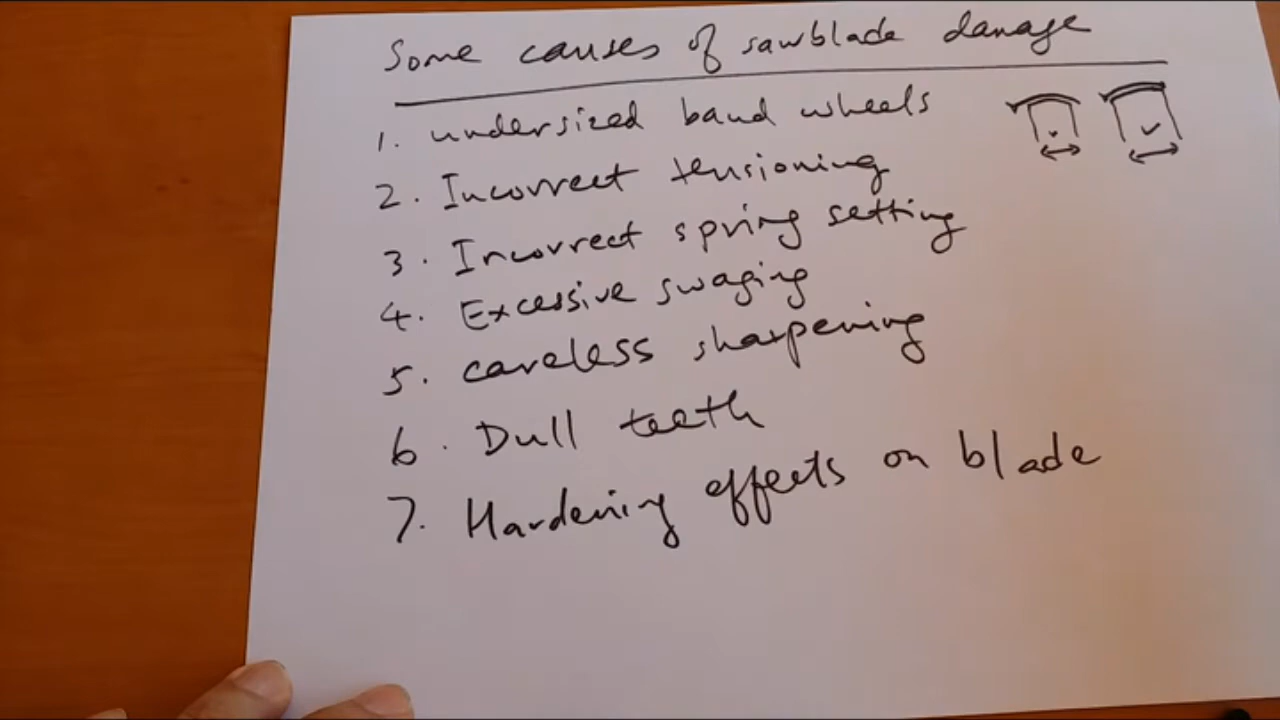 Some causes of sawblade damage
1. undersized band wheels
2. Incorrect tensioning
3. Incorrect spring setting
4. Excessive swaging
5. careless sharpening
6. Dull teeth
7. Hardening effects on blade